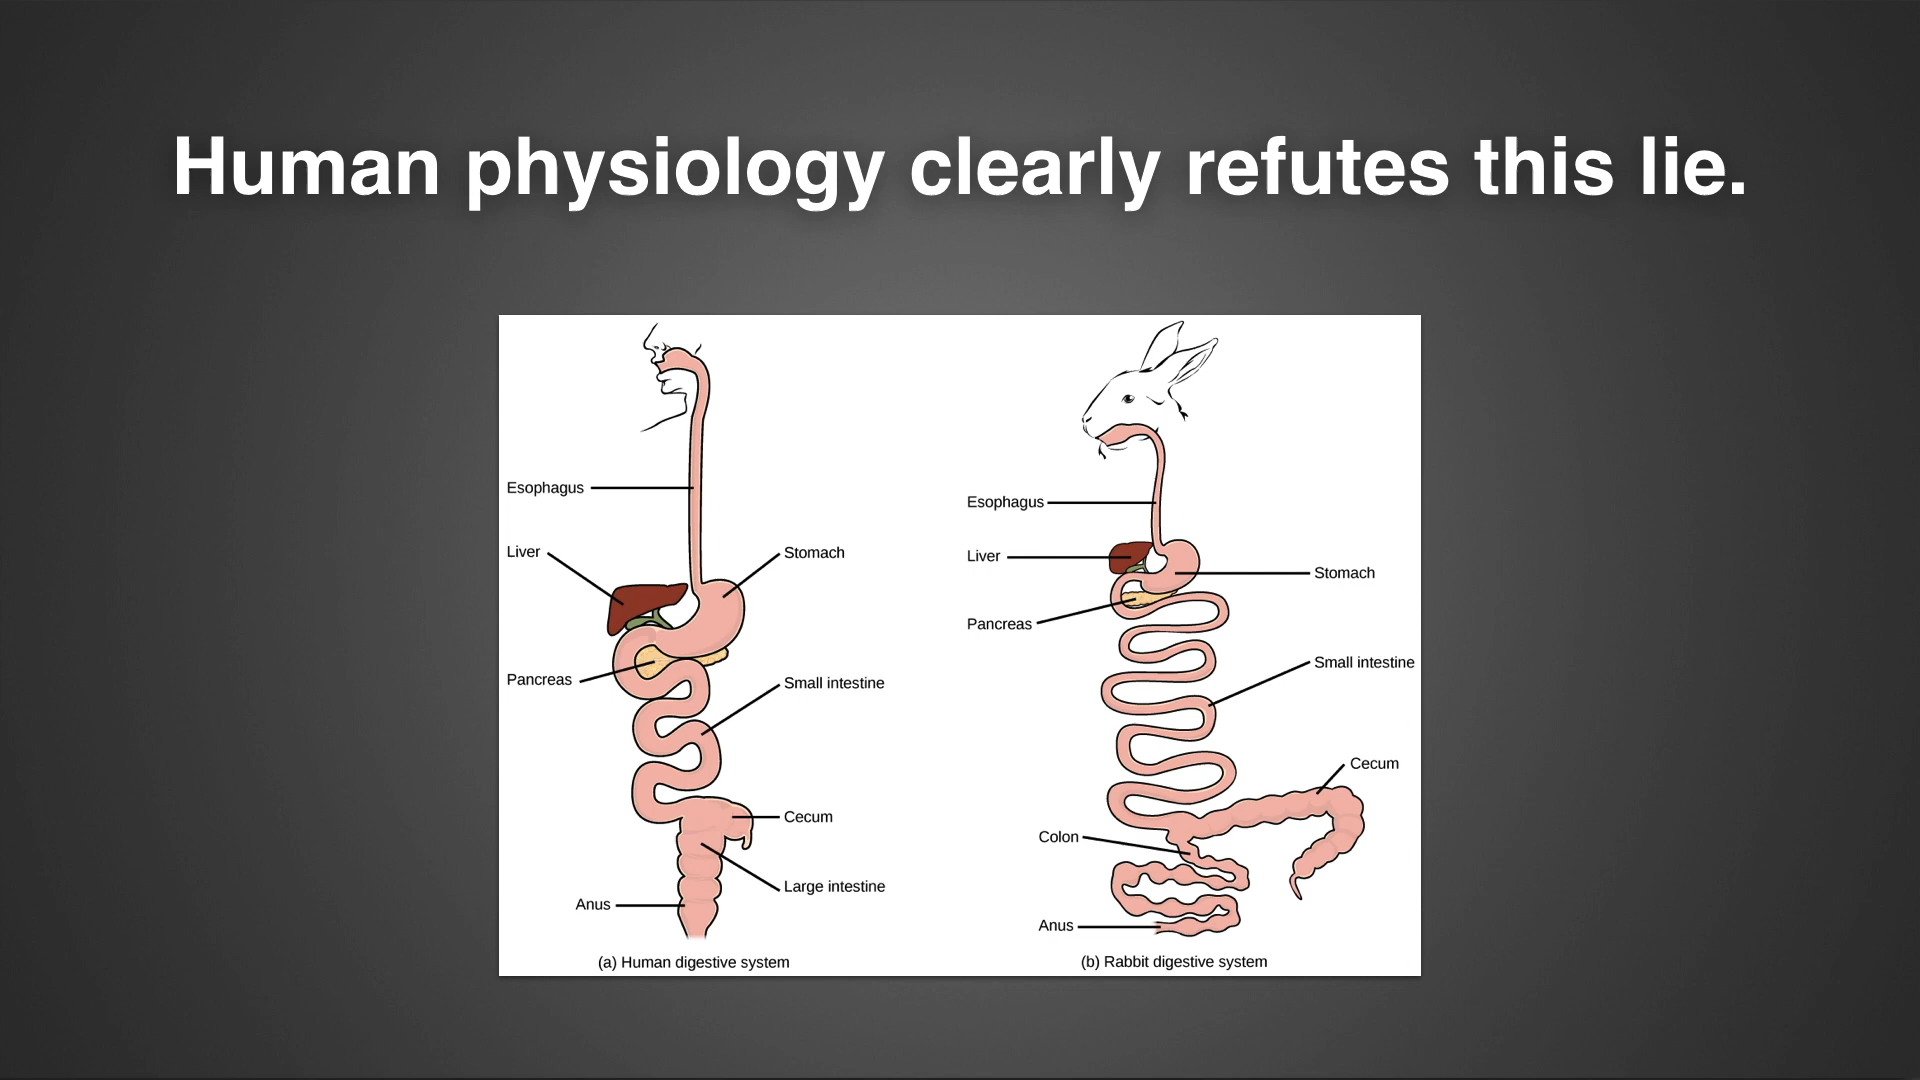 Human physiology clearly refutes this lie.
Esophagus
Liver
Stomach
Pancreas
Small intestine
Cecum
Large intestine
Anus
(a) Human digestive system
Esophagus
Liver
Stomach
Pancreas
Small intestine
Cecum
Colon
Anus
(b) Rabbit digestive system